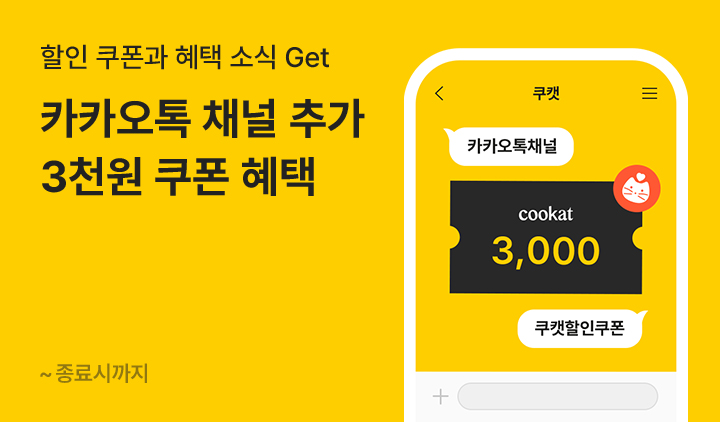 할인 쿠폰과 혜택 소식 Get
카카오톡 채널 추가
3천원 쿠폰 혜택
~ 종료시까지
쿠캣
카카오톡채널
cookat
3,000
쿠캣할인쿠폰